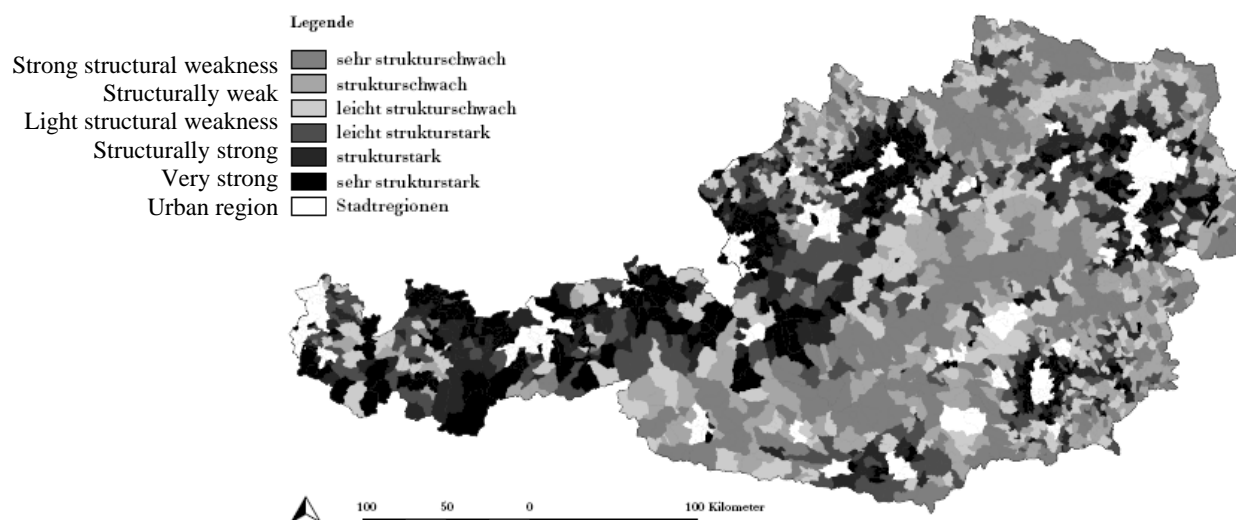 Legende
Strong structural weakness
sehr strukturschwach
Structurally weak
strukturschwach
Light structural weakness
leicht strukturschwach
leicht strukturstark
Structurally strong
strukturstark
Very strong
sehr strukturstark
Urban region
Stadtregionen
100 50 0 100 Kilometer